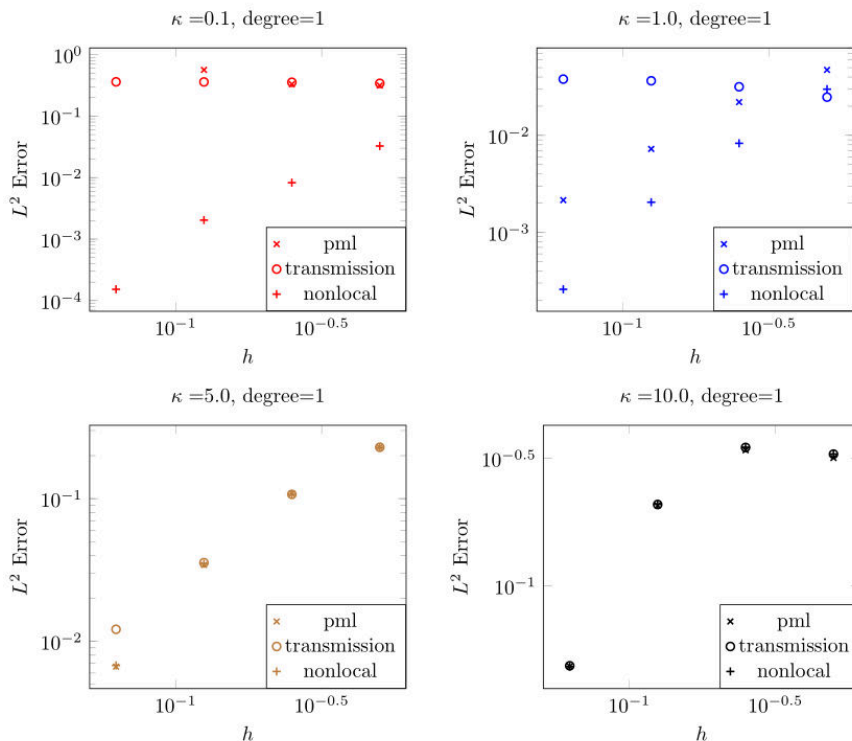 κ =0.1, degree=1
10^0
10^-1
10^-2
10^-3
10^-4
L^2 Error
pml
transmission
nonlocal
10^-1
10^-0.5
h
κ =1.0, degree=1
10^-2
L^2 Error
pml
transmission
nonlocal
10^-1
10^-0.5
h
κ =5.0, degree=1
10^-1
10^-2
L^2 Error
pml
transmission
nonlocal
10^-1
10^-0.5
h
κ =10.0, degree=1
10^-0.5
10^-1
L^2 Error
pml
transmission
nonlocal
10^-1
10^-0.5
h